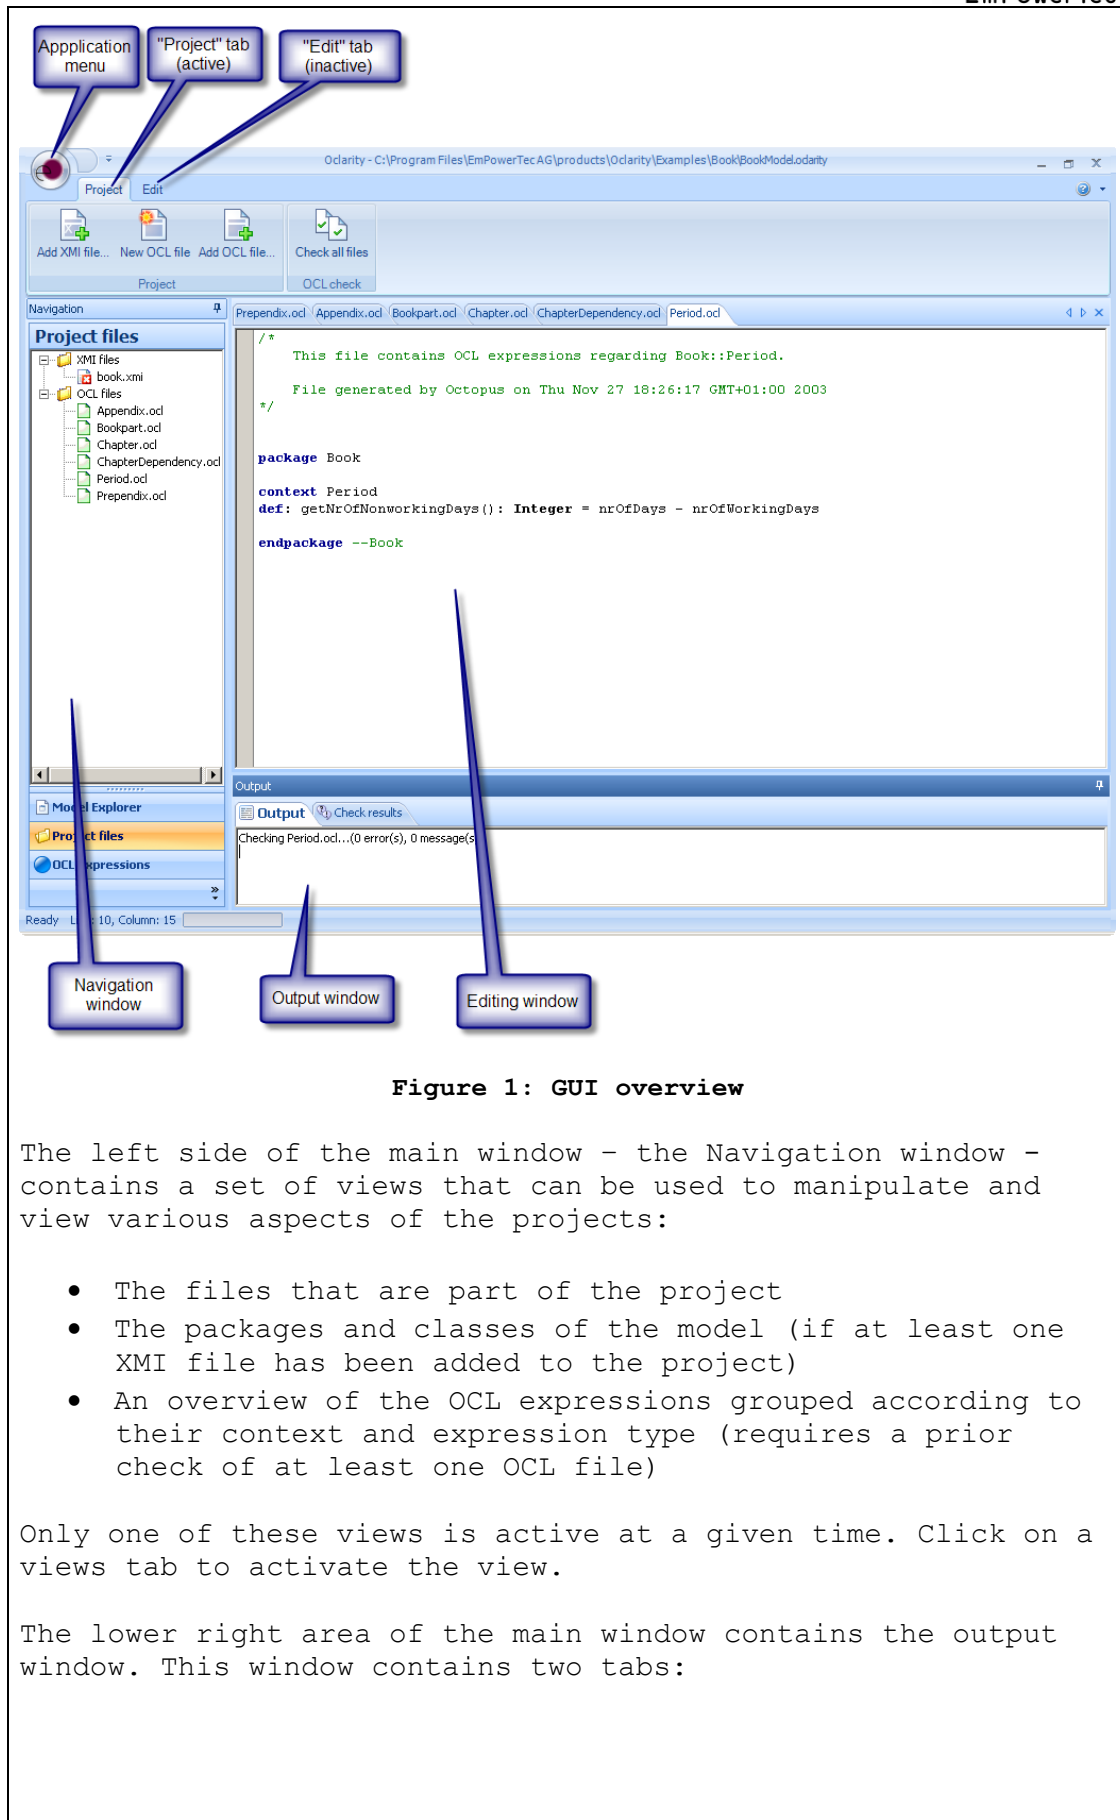 EmPowerTec
Appplication
menu
"Project" tab
(active)
"Edit" tab
(inactive)
Oclarity - C:\Program Files\EmPowerTec AG\products\Oclarity\Examples\Book\BookModel.oclarity
Project Edit
Add XMI file... New OCL file Add OCL file... Check all files
Project OCL check
Navigation
Project files
XMI files
book.xmi
OCL files
Appendix.ocl
Bookpart.ocl
Chapter.ocl
ChapterDependency.ocl
Period.ocl
Prependix.ocl
Prependix.ocl Appendix.ocl Bookpart.ocl Chapter.ocl ChapterDependency.ocl Period.ocl
/*
This file contains OCL expressions regarding Book::Period.
File generated by Octopus on Thu Nov 27 18:26:17 GMT+01:00 2003
*/
package Book
context Period
def: getNrOfNonworkingDays(): Integer = nrOfDays - nrOfWorkingDays
endpackage --Book
Model Explorer
Project files
OCL expressions
Output
Output Check results
Checking Period.ocl...(0 error(s), 0 message(s
Ready 10, Column: 15
Navigation
window
Output window
Editing window
Figure 1: GUI overview
The left side of the main window – the Navigation window -
contains a set of views that can be used to manipulate and
view various aspects of the projects:
• The files that are part of the project
• The packages and classes of the model (if at least one
XMI file has been added to the project)
• An overview of the OCL expressions grouped according to
their context and expression type (requires a prior
check of at least one OCL file)
Only one of these views is active at a given time. Click on a
views tab to activate the view.
The lower right area of the main window contains the output
window. This window contains two tabs: